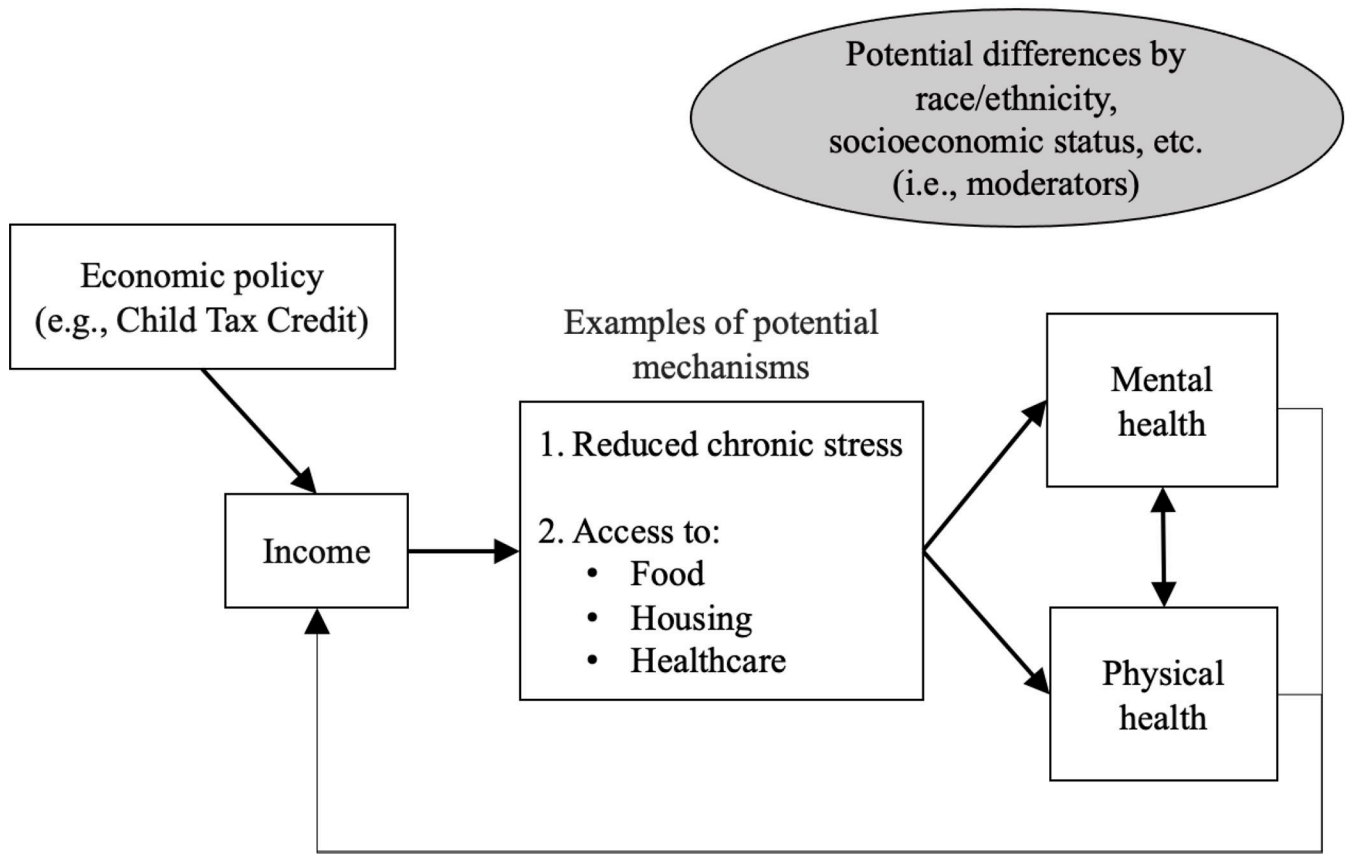 Potential differences by
race/ethnicity,
socioeconomic status, etc.
(i.e., moderators)
Economic policy
(e.g., Child Tax Credit)
Examples of potential
mechanisms
Income
1. Reduced chronic stress
2. Access to:
• Food
• Housing
• Healthcare
Mental
health
Physical
health